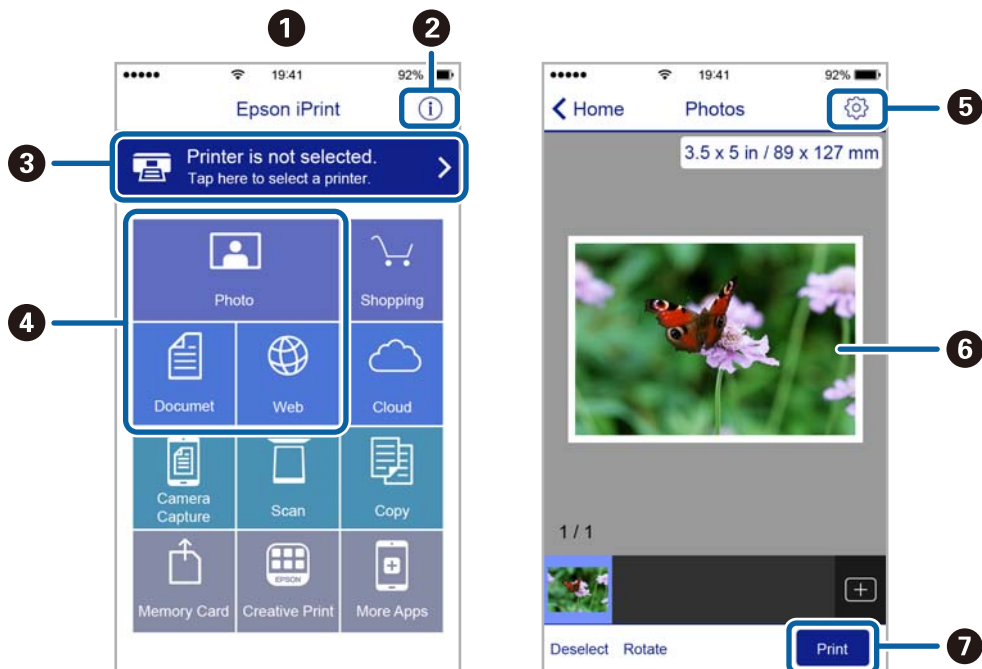 1
2
19:41
92%
Epson iPrint
i
3
Printer is not selected.
Tap here to select a printer.
4
Photo
Shopping
Documet
Web
Cloud
Camera
Capture
Scan
Copy
Memory Card
EPSON
Creative Print
More Apps
19:41
92%
Home
Photos
5
3.5 x 5 in / 89 x 127 mm
6
1 / 1
Deselect
Rotate
Print
7